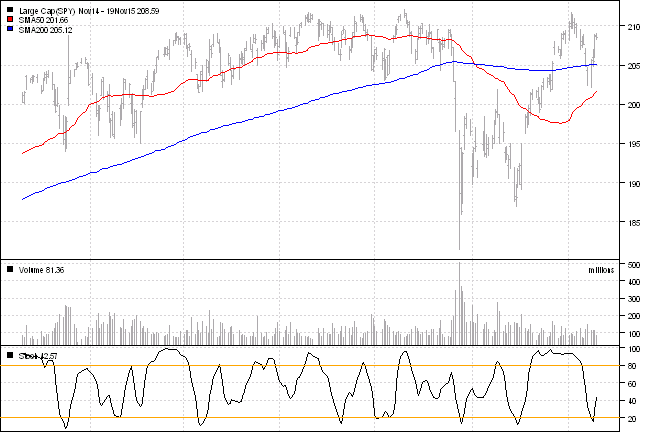 Large Cap(SPY) Nov14 - 19Nov15 208.59
SMA50 201.66
SMA200 205.12
210
205
200
195
190
185
Volume 81.36
millions
500
400
300
200
100
Stoch 42.57
100
80
60
40
20